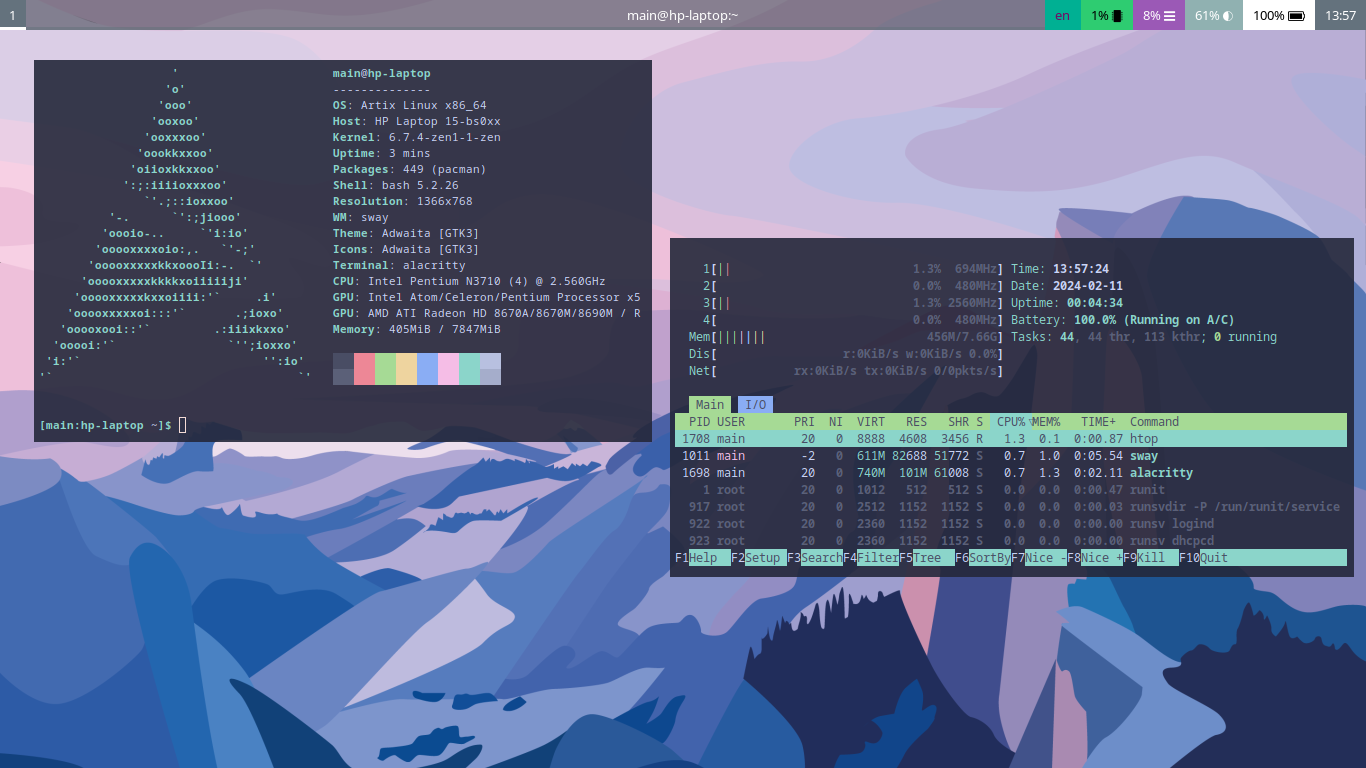 1 main@hp-laptop:~ en 1% 8% 61% 100% 13:57
'
'o'
'ooo'
'ooxoo'
'ooxxxoo'
'oookkxxoo'
'oiioxkkxxoo'
':;:iiiioxxxoo'
`'.;::ioxxoo'
'-. `':;jiooo'
'oooio-.. `'i:io'
'ooooxxxxoio:,. `'-;'
'ooooxxxxxkkxoooIi:-. `'
'ooooxxxxxkkkkxoiiiiiji'
'ooooxxxxxkxxoiiii:'` .i'
'ooooxxxxxoi:::'` .;ioxo'
'ooooxooi::'` .:iiixkxxo'
'ooooi:'` `'';ioxxo'
'i:'` '':io'
'` `'
main@hp-laptop
--------------
OS: Artix Linux x86_64
Host: HP Laptop 15-bs0xx
Kernel: 6.7.4-zen1-1-zen
Uptime: 3 mins
Packages: 449 (pacman)
Shell: bash 5.2.26
Resolution: 1366x768
WM: sway
Theme: Adwaita [GTK3]
Icons: Adwaita [GTK3]
Terminal: alacritty
CPU: Intel Pentium N3710 (4) @ 2.560GHz
GPU: Intel Atom/Celeron/Pentium Processor x5
GPU: AMD ATI Radeon HD 8670A/8670M/8690M / R
Memory: 405MiB / 7847MiB
[main:hp-laptop ~]$
1[|| 1.3% 694MHz] Time: 13:57:24
2[ 0.0% 480MHz] Date: 2024-02-11
3[|| 1.3% 2560MHz] Uptime: 00:04:34
4[ 0.0% 480MHz] Battery: 100.0% (Running on A/C)
Mem[||||||| 456M/7.66G] Tasks: 44, 44 thr, 113 kthr; 0 running
Dis[ r:0KiB/s w:0KiB/s 0.0%]
Net[ rx:0KiB/s tx:0KiB/s 0/0pkts/s]
Main I/O
PID USER PRI NI VIRT RES SHR S CPU%▽MEM% TIME+ Command
1708 main 20 0 8888 4608 3456 R 1.3 0.1 0:00.87 htop
1011 main -2 0 611M 82688 51772 S 0.7 1.0 0:05.54 sway
1698 main 20 0 740M 101M 61008 S 0.7 1.3 0:02.11 alacritty
1 root 20 0 1012 512 512 S 0.0 0.0 0:00.47 runit
917 root 20 0 2512 1152 1152 S 0.0 0.0 0:00.03 runsvdir -P /run/runit/service
922 root 20 0 2360 1152 1152 S 0.0 0.0 0:00.00 runsv logind
923 root 20 0 2360 1152 1152 S 0.0 0.0 0:00.00 runsv dhcpcd
F1Help F2Setup F3SearchF4FilterF5Tree F6SortByF7Nice -F8Nice +F9Kill F10Quit